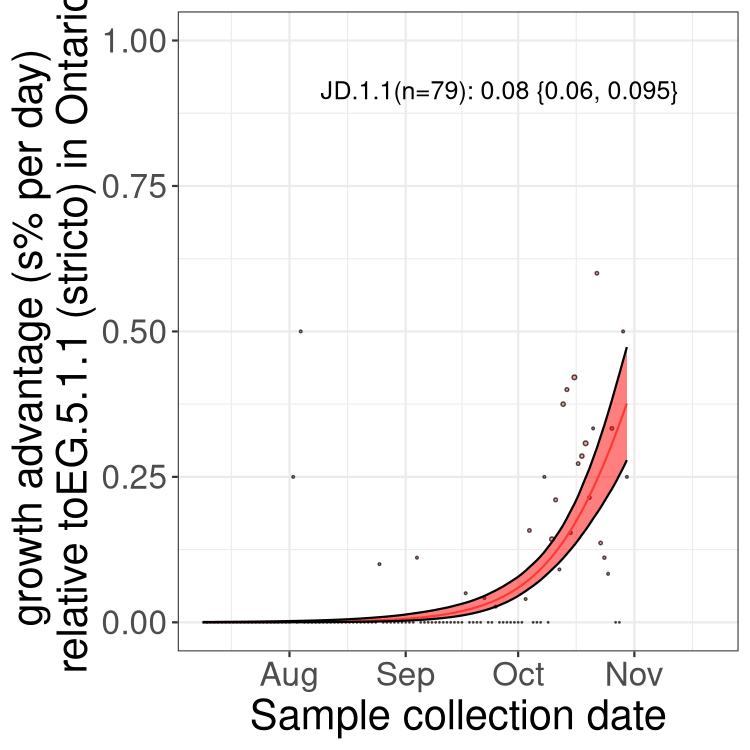 growth advantage (s% per day)
relative toEG.5.1.1 (stricto) in Ontario
1.00
0.75
0.50
0.25
0.00
JD.1.1(n=79): 0.08 {0.06, 0.095}
Aug
Sep
Oct
Nov
Sample collection date